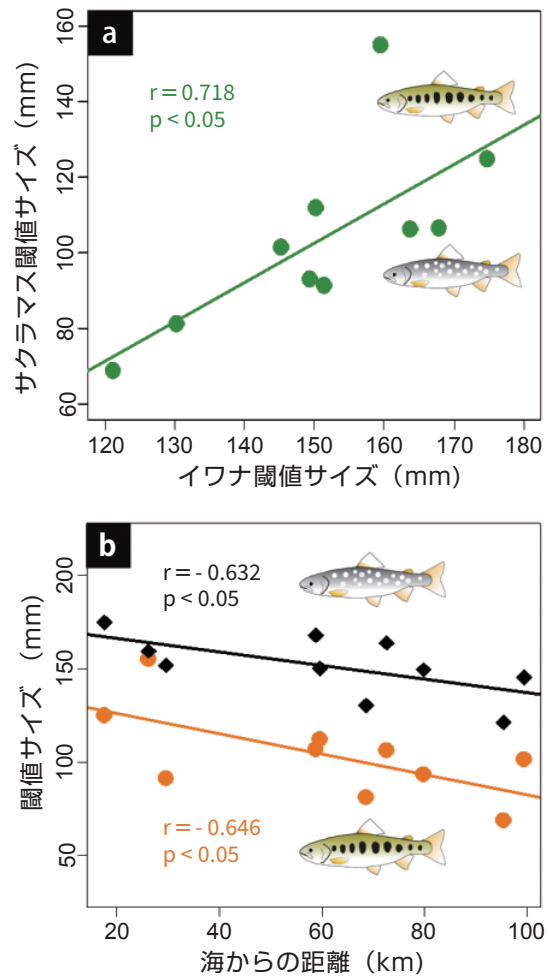 a
r = 0.718
p < 0.05
サクラマス閾値サイズ（mm）
160
140
120
100
80
60
120 130 140 150 160 170 180
イワナ閾値サイズ（mm)
b
r = - 0.632
p < 0.05
閾値サイズ（mm）
200
150
100
50
r = - 0.646
p < 0.05
20 60 60 80 100
海からの距離（km）